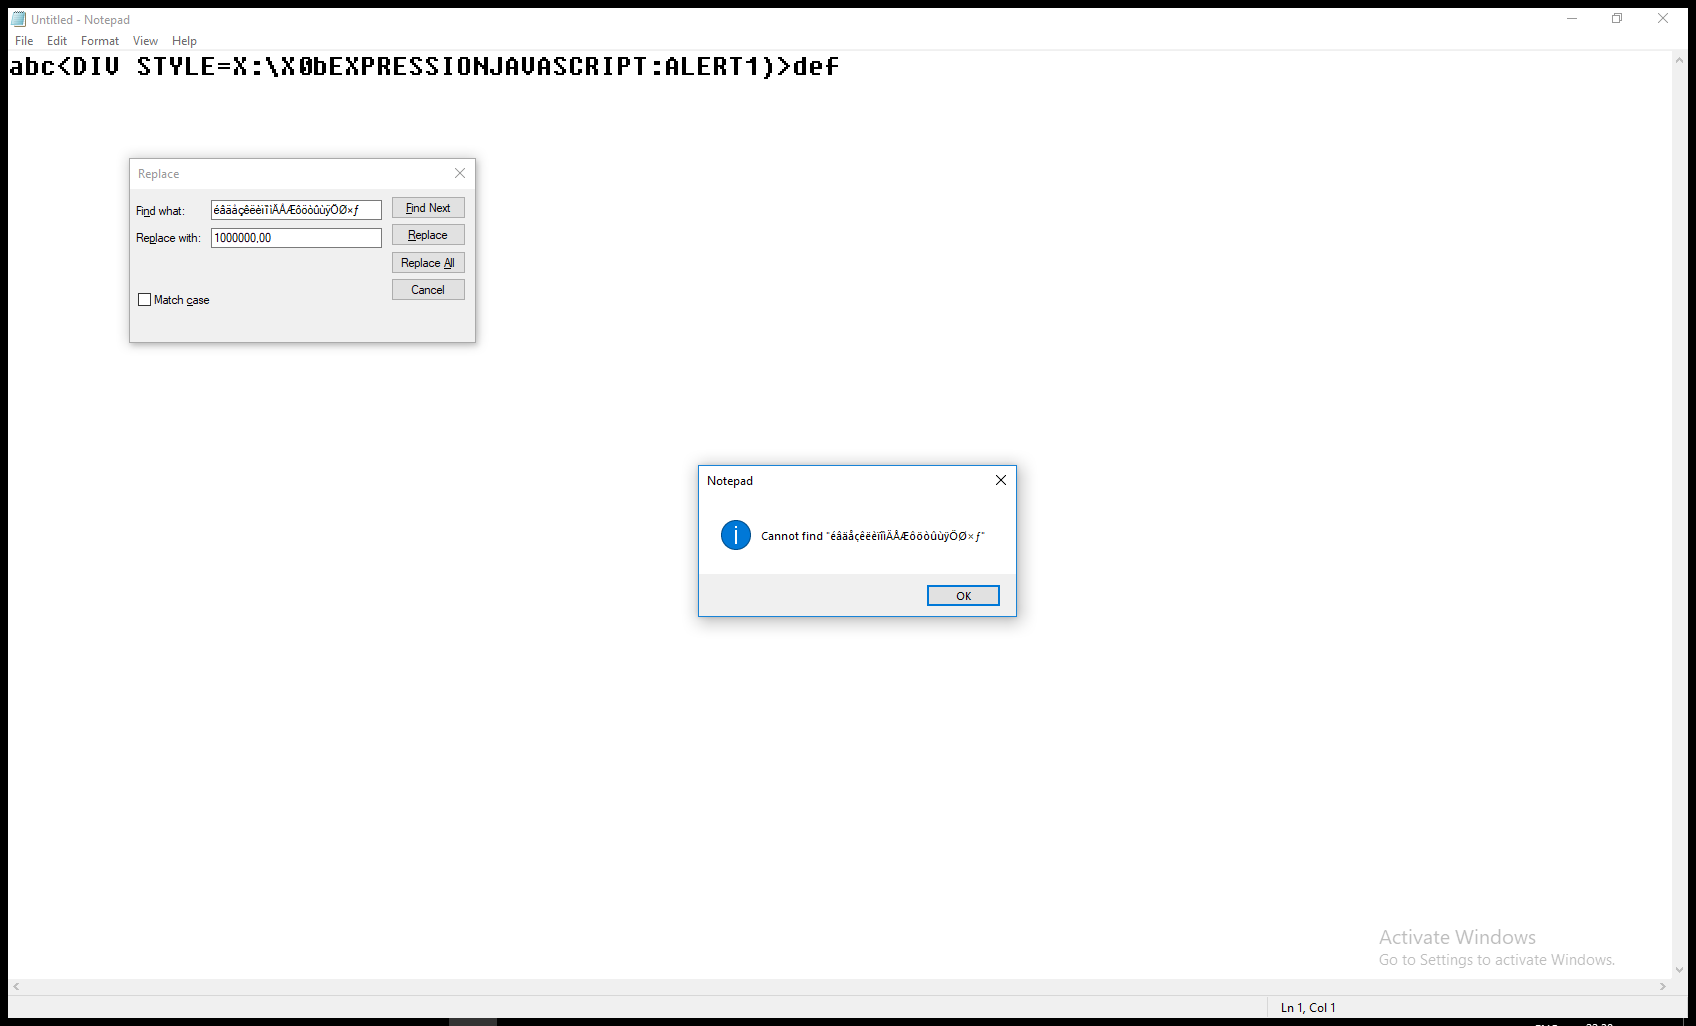 Untitled - Notepad
File Edit Format View Help
abc<DIV STYLE=X:\X0bEXPRESSIONJAVASCRIPT:ALERT1)>def
Replace
Find what: éâäåçêëèïîìÄÅÆôöòûùÿÖØ×ƒ Find Next
Replace with: 1000000.00 Replace
Replace All
Cancel
Match case
Notepad
Cannot find "éâäåçêëèïîìÄÅÆôöòûùÿÖØ×ƒ"
OK
Activate Windows
Go to Settings to activate Windows.
Ln 1, Col 1